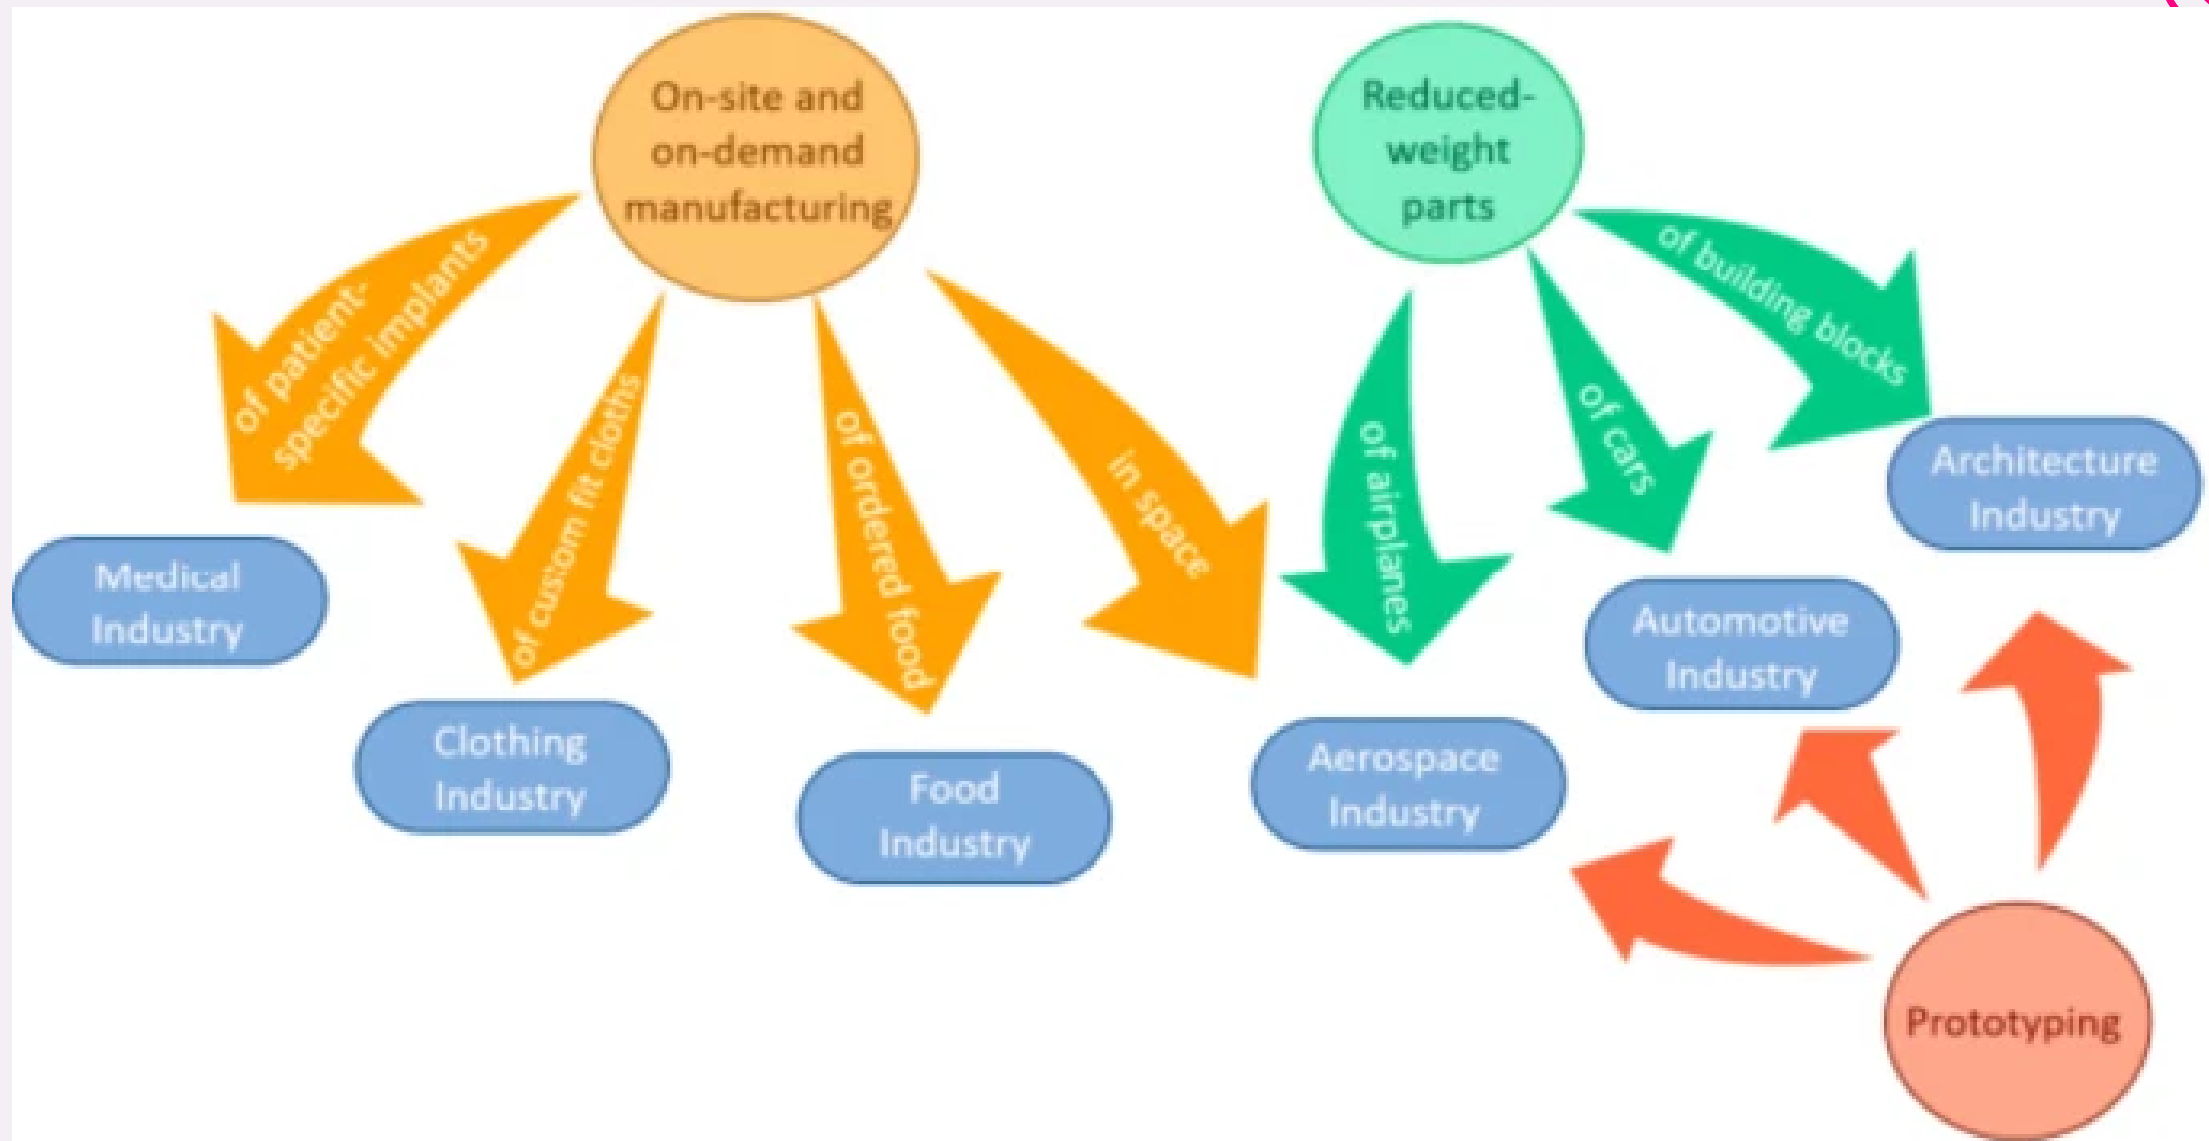 On-site and
on-demand
manufacturing
Reduced-
weight
parts
of patient-
specific implants
of custom fit cloths
of ordered food
in space
of airplanes
of cars
of building blocks
Medical
Industry
Clothing
Industry
Food
Industry
Aerospace
Industry
Automotive
Industry
Architecture
Industry
Prototyping